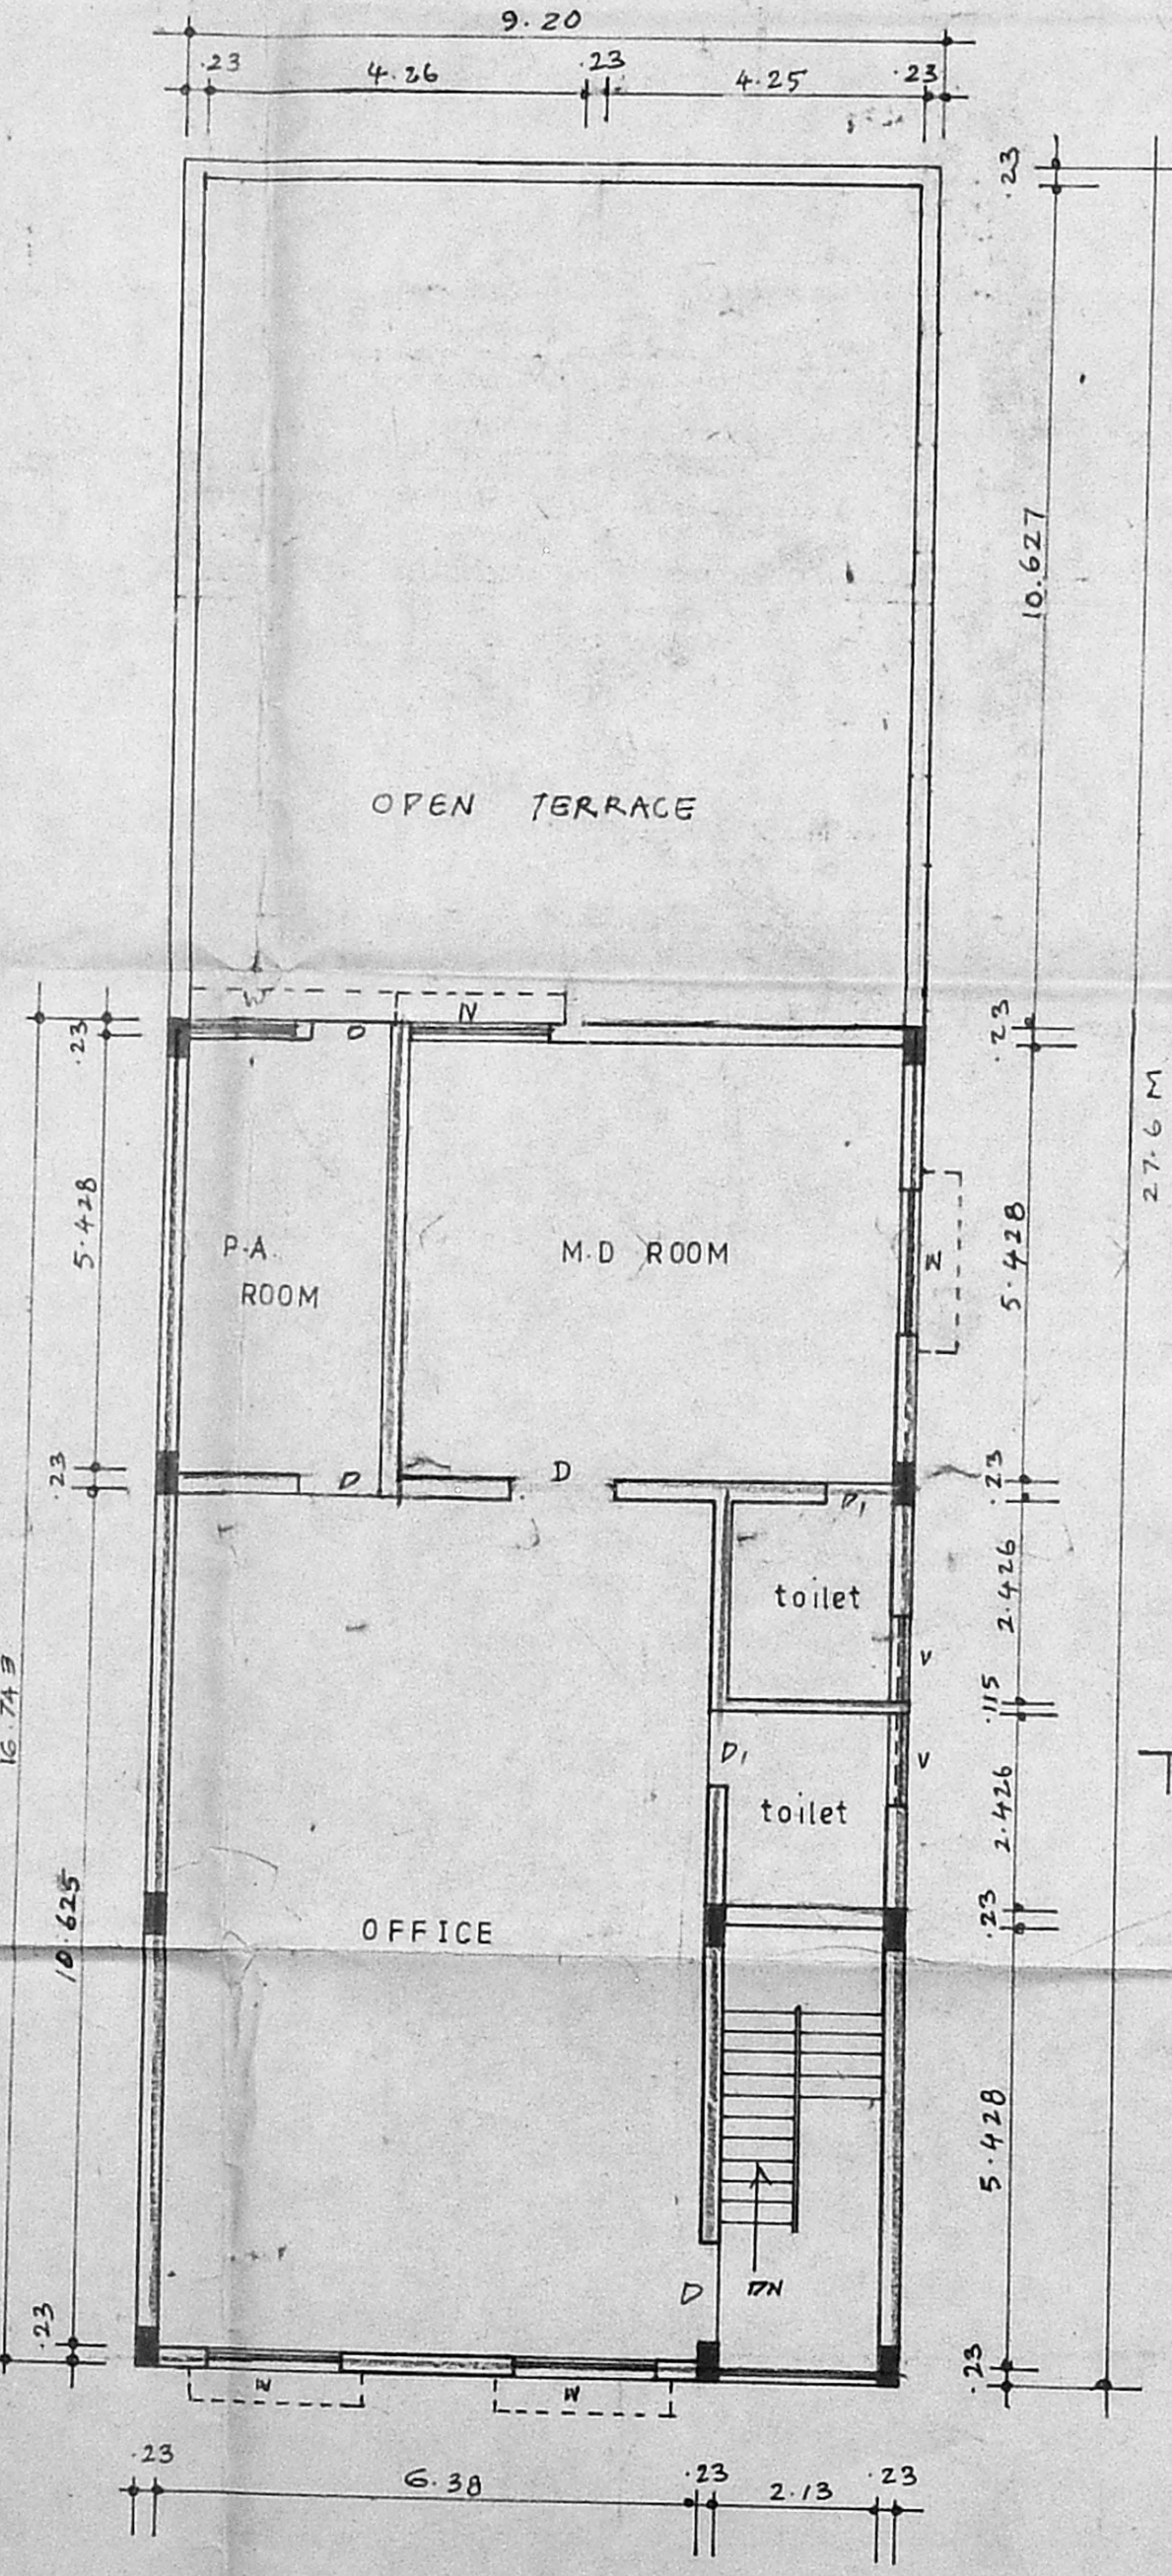 9.20
.23 4.26 .23 4.25 .23
.23
10.627
27.6 M
OPEN TERRACE
W
D
N
.23
.23
5.428
5.428
P.A. ROOM
M.D ROOM
W
.23
D
D
D1
.23
toilet
2.426
V
.115
D1
V
toilet
2.426
16.743
10.625
.23
OFFICE
5.428
D
DN
.23
.23
W
W
.23 6.38 .23 2.13 .23